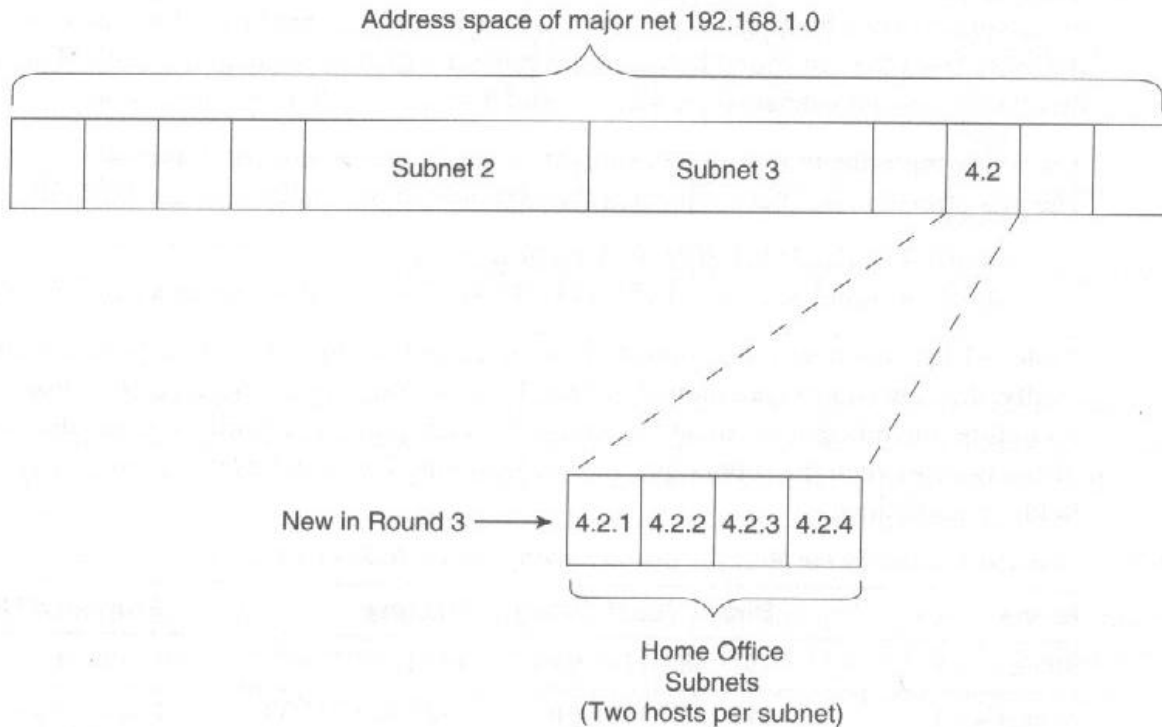 Address space of major net 192.168.1.0
Subnet 2
Subnet 3
4.2
New in Round 3
4.2.1
4.2.2
4.2.3
4.2.4
Home Office
Subnets
(Two hosts per subnet)